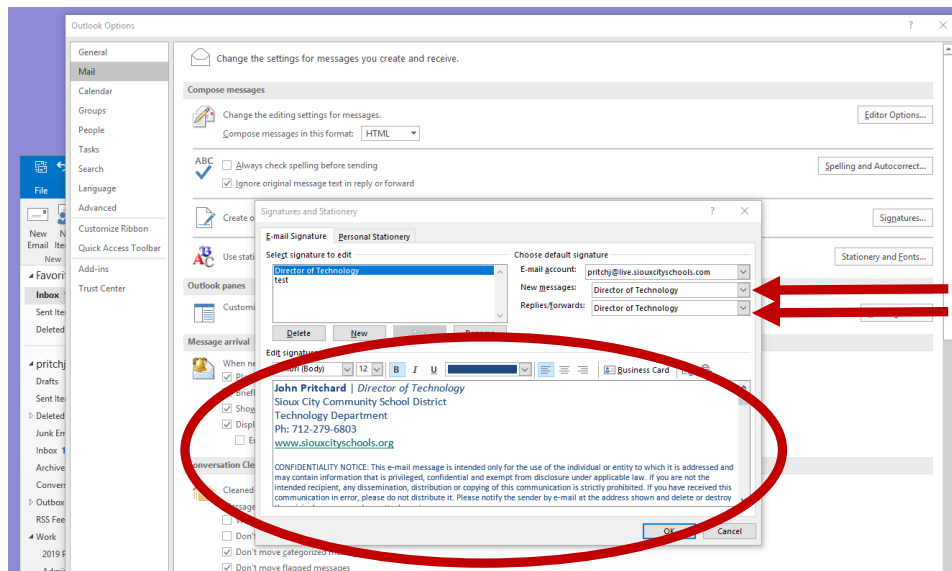 Outlook Options
General
Mail
Calendar
Groups
People
Tasks
Search
Language
Advanced
Customize Ribbon
Quick Access Toolbar
Add-ins
Trust Center
File
New
Email
New
Inbox
Sent
Deleted
Drafts
Sent
Deleted
Junk
Inbox
Outbox
Work
2019
Change the settings for messages you create and receive.
Compose messages
Change the editing settings for messages.
Compose messages in this format: HTML
Editor Options...
ABC
Always check spelling before sending
Ignore original message text in reply or forward
Spelling and Autocorrect...
Create
Signatures...
Use
Stationery and Fonts...
Outlook panes
Message arrival
When
Signatures and Stationery
E-mail Signature Personal Stationery
Select signature to edit
Director of Technology
test
Delete New
Choose default signature
E-mail account: pritchj@live.siouxcityschools.com
New messages: Director of Technology
Replies/forwards: Director of Technology
Edit signature
(Body) 12 B I U Business Card
John Pritchard | Director of Technology
Sioux City Community School District
Technology Department
Ph: 712-279-6803
www.siouxcityschools.org
CONFIDENTIALITY NOTICE: This e-mail message is intended only for the use of the individual or entity to which it is addressed and
may contain information that is privileged, confidential and exempt from disclosure under applicable law. If you are not the
intended recipient, any dissemination, distribution or copying of this communication is strictly prohibited. If you have received this
communication in error, please do not distribute it. Please notify the sender by e-mail at the address shown and delete or destroy
OK Cancel
Conversation
Cleaned
Don't
Don't move categorized
Don't move flagged messages